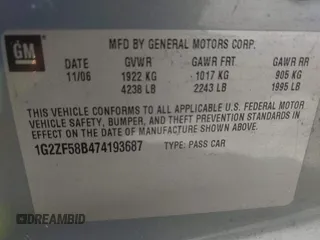 GM
MFD BY GENERAL MOTORS CORP.
DATE GVWR GAWR FRT GAWR RR
11/06 1922 KG 1017 KG 905 KG
4238 LB 2243 LB 1995 LB
THIS VEHICLE CONFORMS TO ALL APPLICABLE U.S. FEDERAL MOTOR
VEHICLE SAFETY, BUMPER, AND THEFT PREVENTION STANDARDS IN
EFFECT ON THE DATE OF MANUFACTURE SHOWN ABOVE.
1G2ZF58B474193687 TYPE: PASS CAR
© DREAMBID